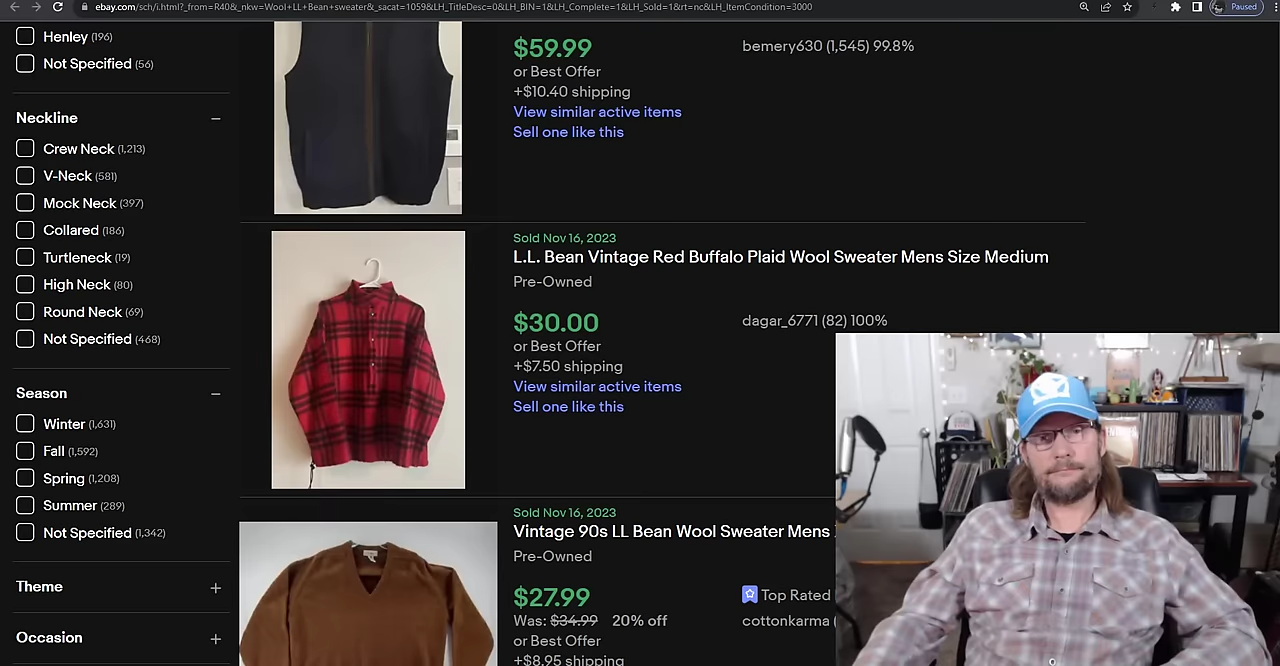 ebay.com/sch/i.html?_from=R40&_nkw=Wool+LL+Bean+sweater&_sacat=1059&LH_TitleDesc=0&LH_BIN=1&LH_Complete=1&LH_Sold=1&rt=nc&LH_ItemCondition=3000
Paused
Henley (196)
Not Specified (56)
Neckline
Crew Neck (1,213)
V-Neck (581)
Mock Neck (397)
Collared (186)
Turtleneck (19)
High Neck (80)
Round Neck (69)
Not Specified (468)
Season
Winter (1,631)
Fall (1,592)
Spring (1,208)
Summer (289)
Not Specified (1,342)
Theme
Occasion
$59.99
bemery630 (1,545) 99.8%
or Best Offer
+$10.40 shipping
View similar active items
Sell one like this
Sold Nov 16, 2023
L.L. Bean Vintage Red Buffalo Plaid Wool Sweater Mens Size Medium
Pre-Owned
$30.00
dagar_6771 (82) 100%
or Best Offer
+$7.50 shipping
View similar active items
Sell one like this
Sold Nov 16, 2023
Vintage 90s LL Bean Wool Sweater Mens
Pre-Owned
$27.99
Top Rated
Was: $34.99 20% off
cottonkarma (
or Best Offer
+$8.95 shipping